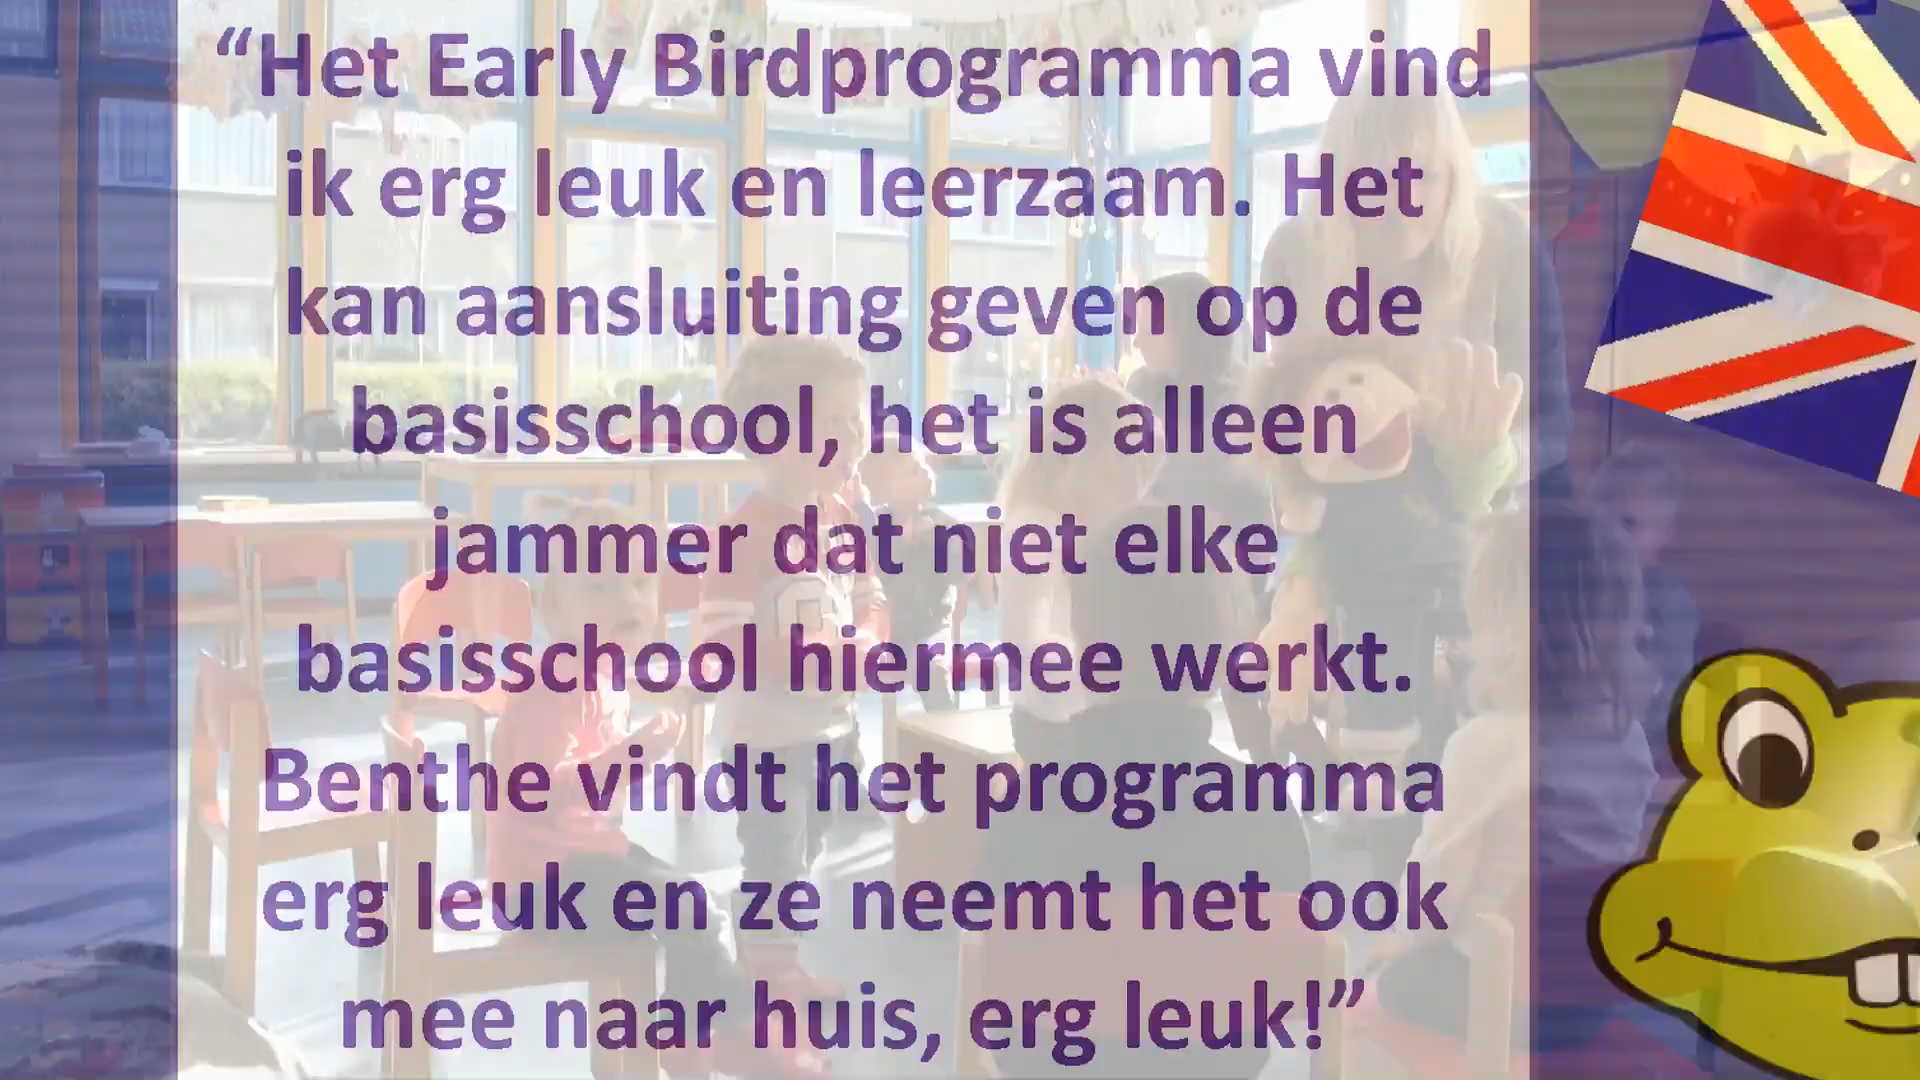 “Het Early Birdprogramma vind
ik erg leuk en leerzaam. Het
kan aansluiting geven op de
basisschool, het is alleen
jammer dat niet elke
basisschool hiermee werkt.
Benthe vindt het programma
erg leuk en ze neemt het ook
mee naar huis, erg leuk!”